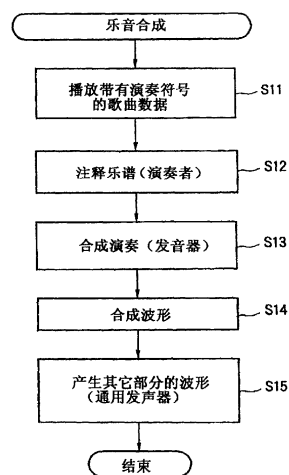 乐音合成
播放带有演奏符号
的歌曲数据
S11
注释乐谱(演奏者)
S12
合成演奏(发音器)
S13
合成波形
S14
产生其它部分的波形
(通用发声器)
S15
结束